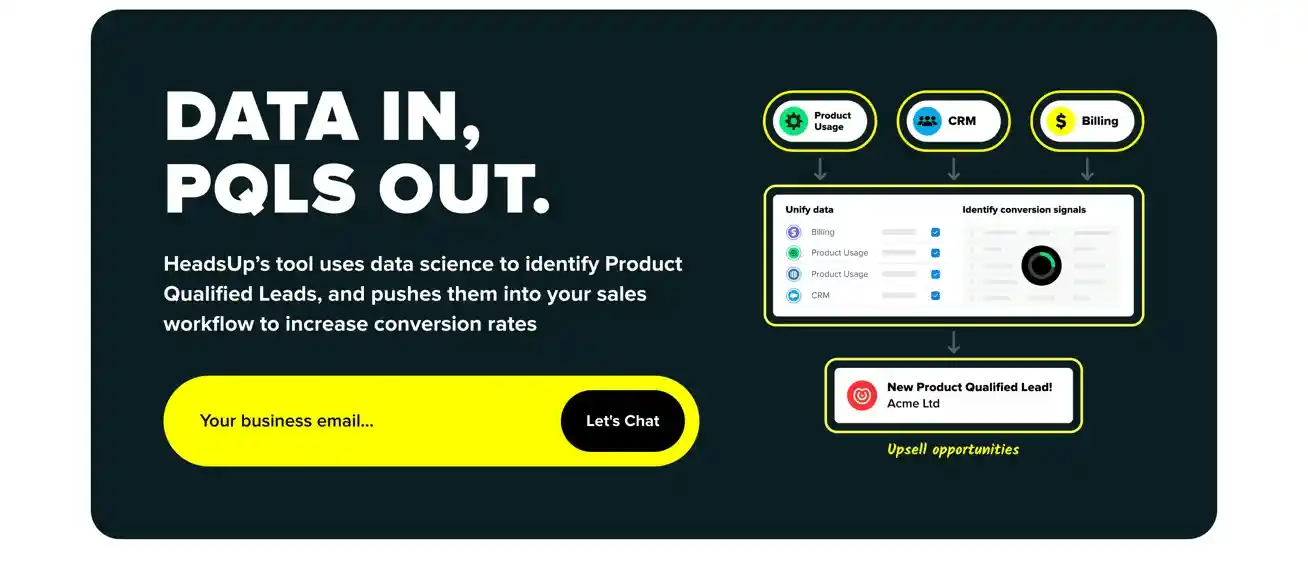 DATA IN,
PQLS OUT.
HeadsUp's tool uses data science to identify Product
Qualified Leads, and pushes them into your sales
workflow to increase conversion rates
Your business email...
Let's Chat
Product
Usage
CRM
$ Billing
Unify data
Identify conversion signals
$ Billing
Product Usage
Product Usage
CRM
New Product Qualified Lead!
Acme Ltd
Upsell opportunities